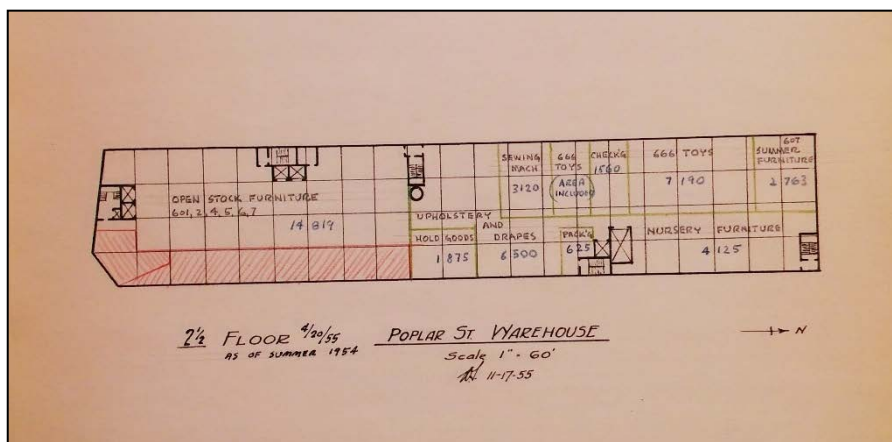 OPEN STOCK FURNITURE
601, 2, 4, 5, 6, 7
14 819
UPHOLSTERY
AND
DRAPES
6 500
HOLD GOODS
1 875
SEWING
MACH
3120
666
TOYS
(AREA
INCLUDED)
CHECK'G
1560
666 TOYS
7 190
607
SUMMER
FURNITURE
2 763
PACK'G
625
NURSERY FURNITURE
4 125
2 1/2 FLOOR 4/20/55
AS OF SUMMER 1954
POPLAR ST. WAREHOUSE
Scale 1" - 60'
11-17-55
N